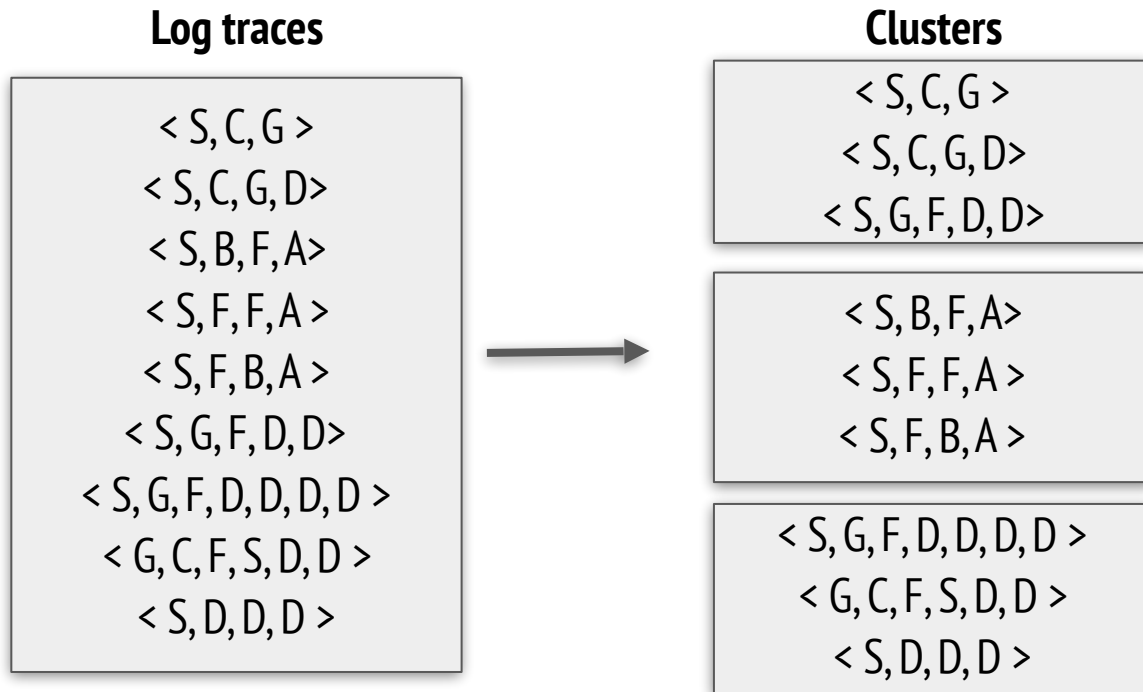 Log traces
< S, C, G >
< S, C, G, D>
< S, B, F, A>
< S, F, F, A >
< S, F, B, A >
< S, G, F, D, D>
< S, G, F, D, D, D, D >
< G, C, F, S, D, D >
< S, D, D, D >
Clusters
< S, C, G >
< S, C, G, D>
< S, G, F, D, D>
< S, B, F, A>
< S, F, F, A >
< S, F, B, A >
< S, G, F, D, D, D, D >
< G, C, F, S, D, D >
< S, D, D, D >